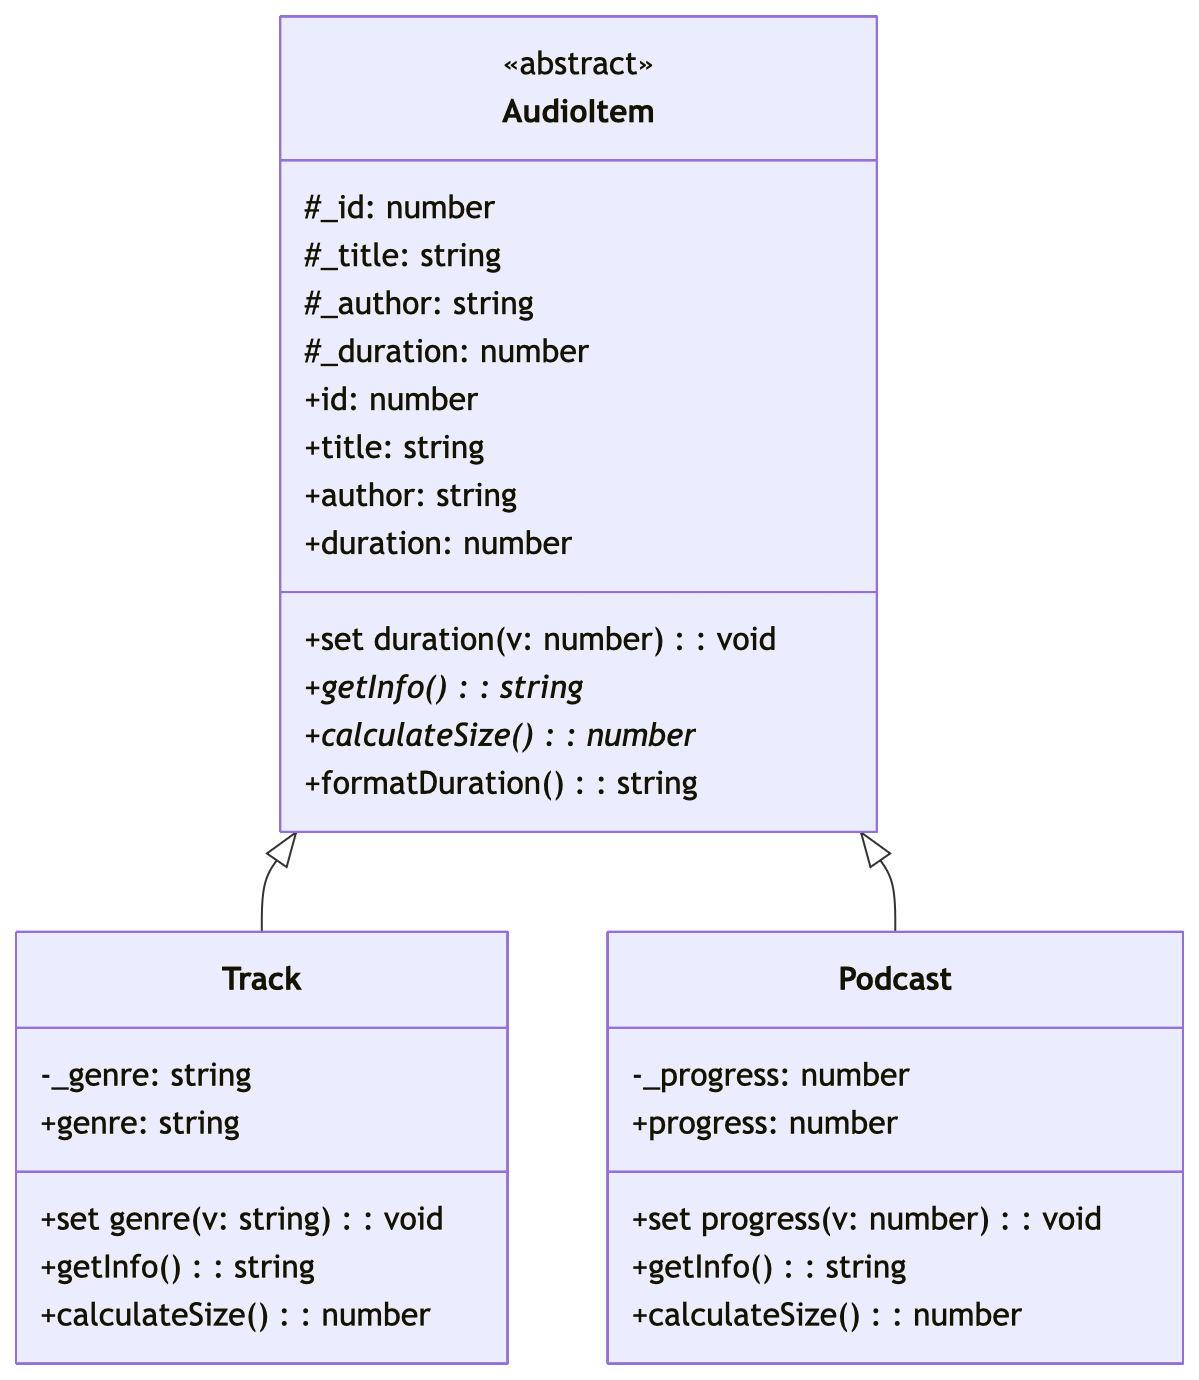 «abstract»
AudioItem
#_id: number
#_title: string
#_author: string
#_duration: number
+id: number
+title: string
+author: string
+duration: number
+set duration(v: number) : : void
+getInfo() : : string
+calculateSize() : : number
+formatDuration() : : string
Track
-_genre: string
+genre: string
+set genre(v: string) : : void
+getInfo() : : string
+calculateSize() : : number
Podcast
-_progress: number
+progress: number
+set progress(v: number) : : void
+getInfo() : : string
+calculateSize() : : number